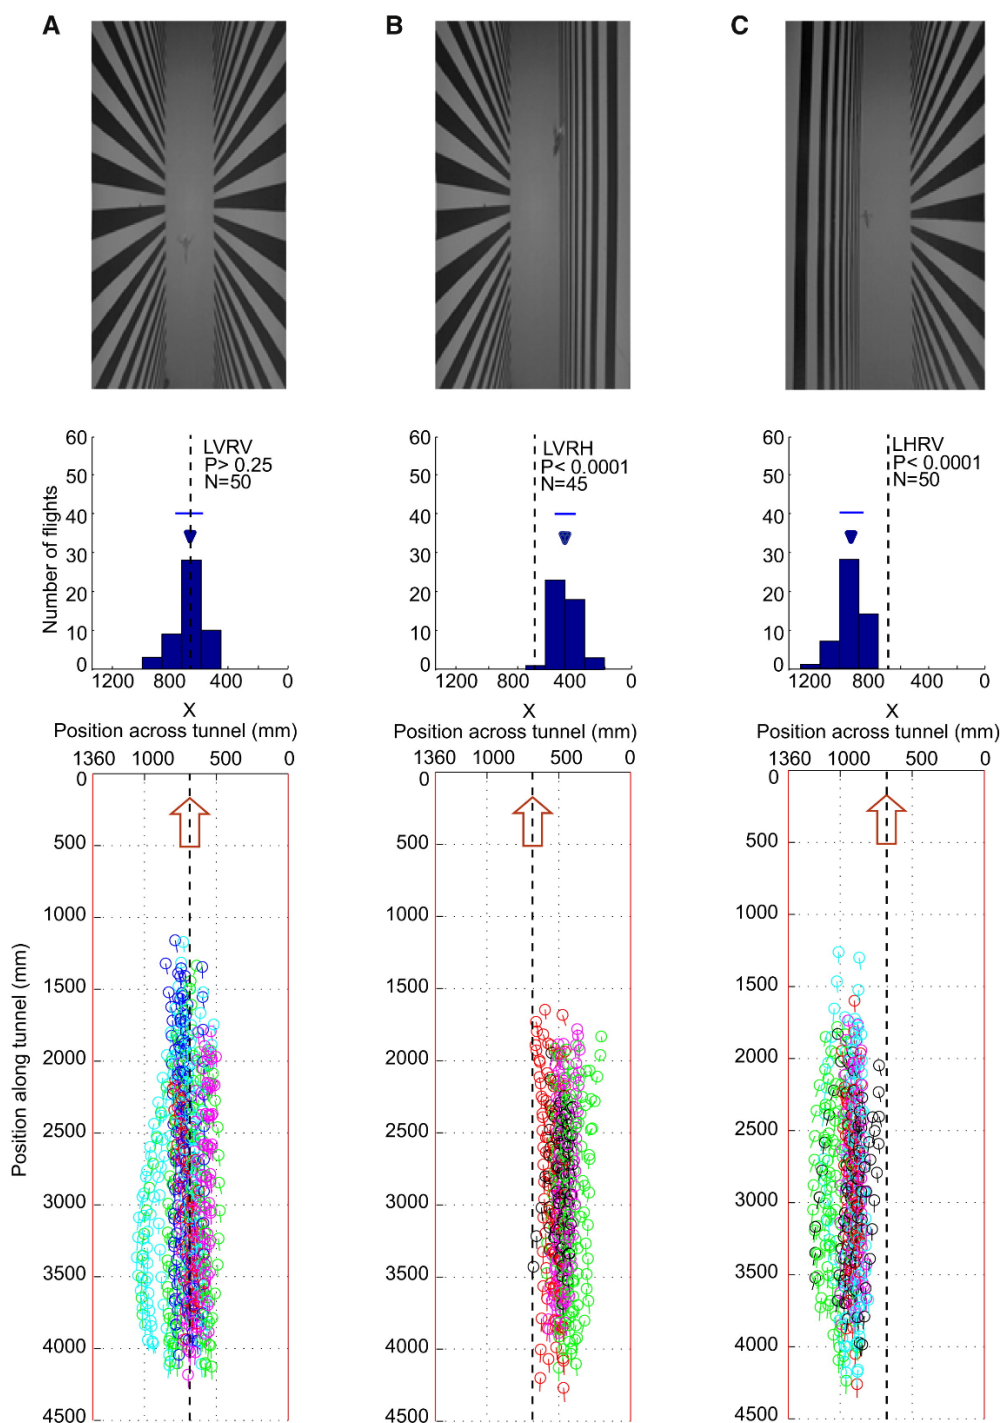 A B C
60 60 60
LVRV LVRH LHRV
P> 0.25 P< 0.0001 P< 0.0001
50 50 50
N=50 N=45 N=50
40 40 40
30 30 30
20 20 20
10 10 10
0 0 0
Number of flights
1200 800 400 0 1200 800 400 0 1200 800 400 0
X X
Position across tunnel (mm) Position across tunnel (mm)
1360 1000 500 0 1360 1000 500 0 1360 1000 500 0
0 0 0
500 500 500
1000 1000 1000
1500 1500 1500
2000 2000 2000
2500 2500 2500
3000 3000 3000
3500 3500 3500
4000 4000 4000
4500 4500 4500
Position along tunnel (mm)